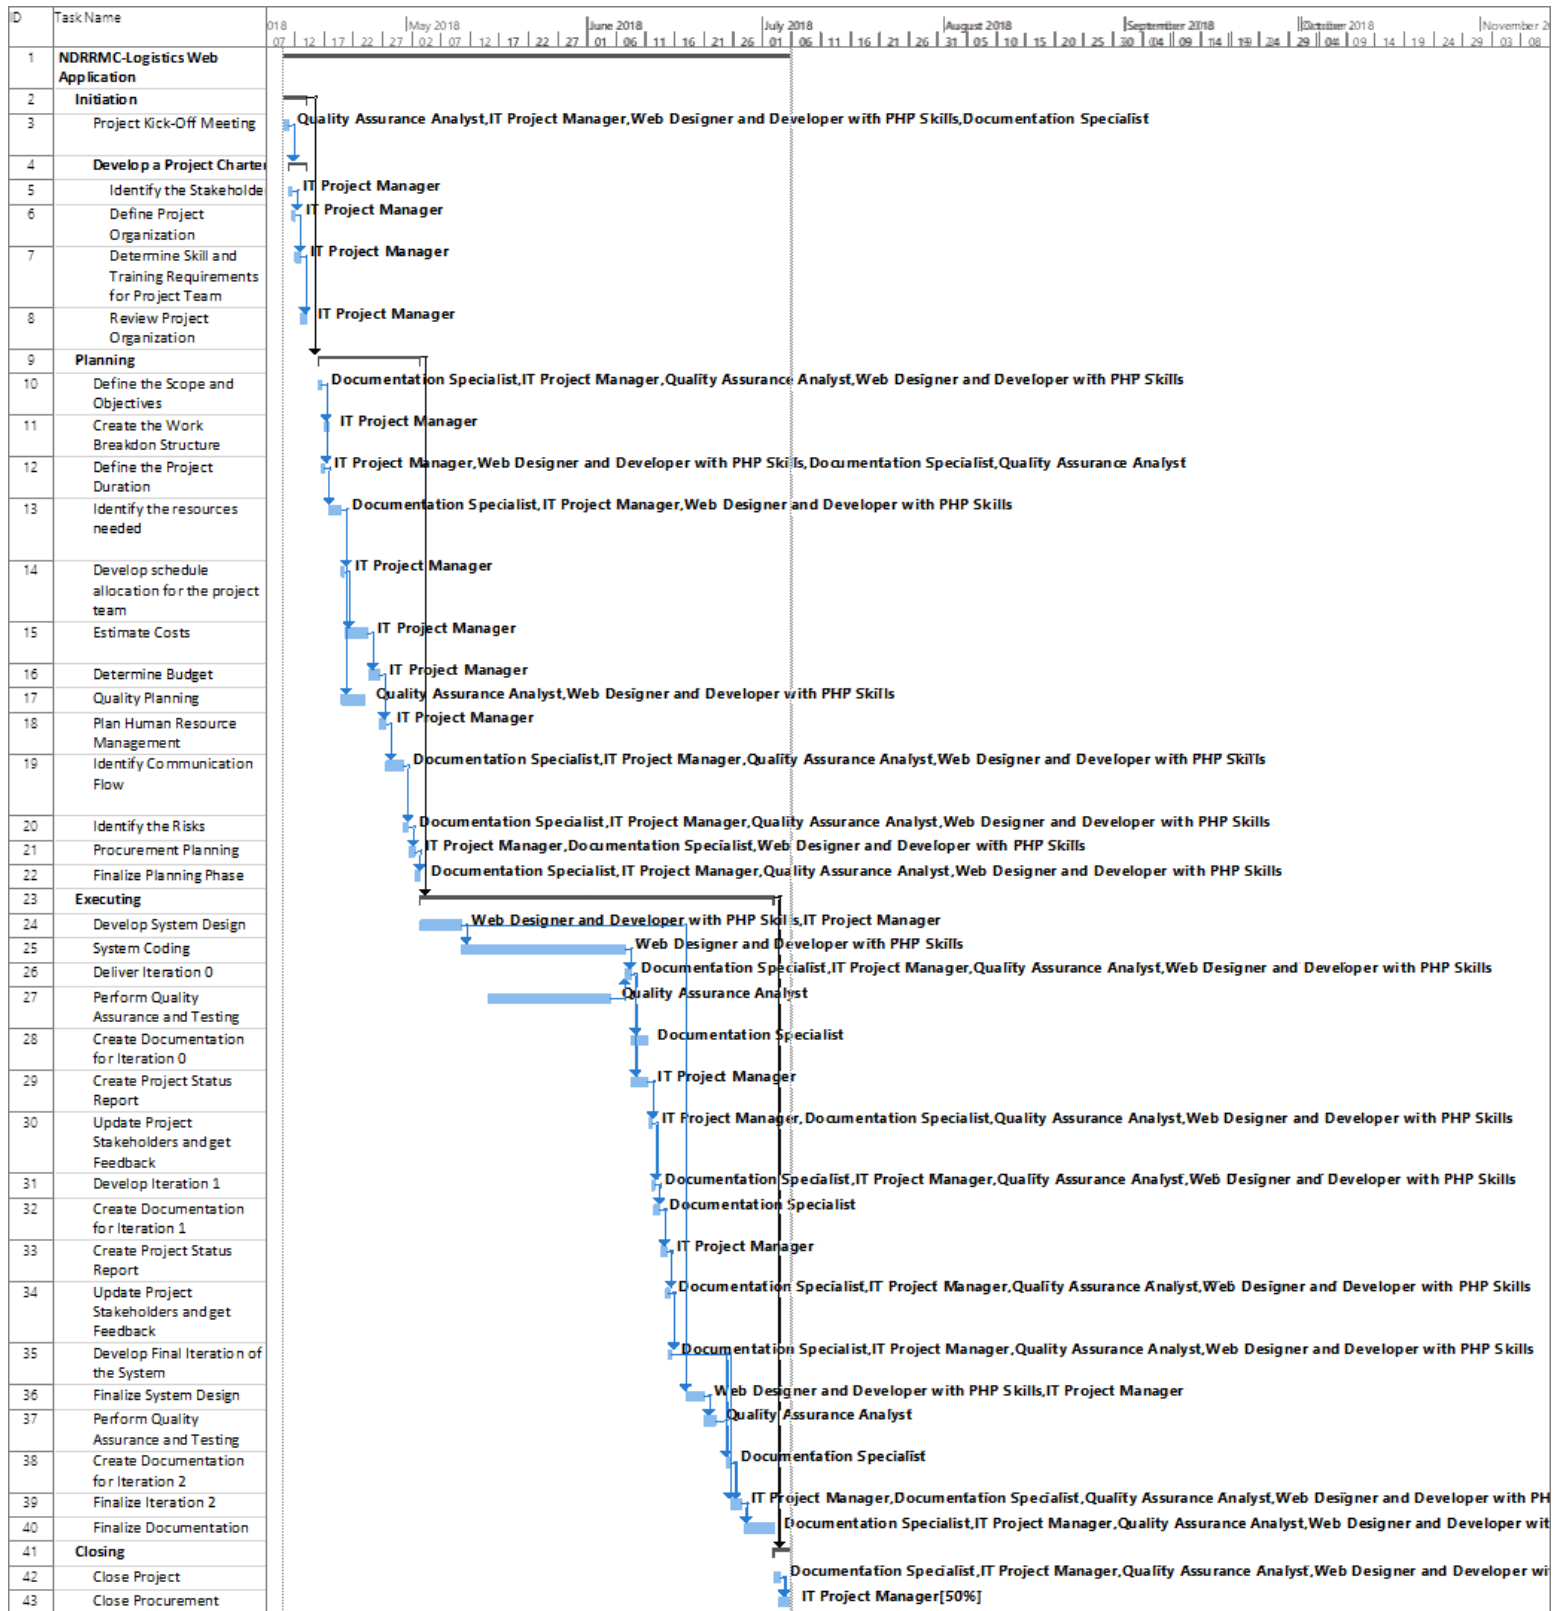 ID Task Name
018 May 2018 June 2018 July 2018 August 2018 September 2018 October 2018 November 2
07 12 17 22 27 02 07 12 17 22 27 01 06 11 16 21 26 01 06 11 16 21 26 31 05 10 15 20 25 30 04 09 14 19 24 29 04 09 14 19 24 29 03 08
1 NDRRMC-Logistics Web
Application
2 Initiation
3 Project Kick-Off Meeting Quality Assurance Analyst,IT Project Manager,Web Designer and Developer with PHP Skills,Documentation Specialist
4 Develop a Project Charter
5 Identify the Stakeholde IT Project Manager
6 Define Project IT Project Manager
Organization
7 Determine Skill and IT Project Manager
Training Requirements
for Project Team
8 Review Project IT Project Manager
Organization
9 Planning
10 Define the Scope and Documentation Specialist,IT Project Manager,Quality Assurance Analyst,Web Designer and Developer with PHP Skills
Objectives
11 Create the Work IT Project Manager
Breakdon Structure
12 Define the Project IT Project Manager,Web Designer and Developer with PHP Skills,Documentation Specialist,Quality Assurance Analyst
Duration
13 Identify the resources Documentation Specialist,IT Project Manager,Web Designer and Developer with PHP Skills
needed
14 Develop schedule IT Project Manager
allocation for the project
team
15 Estimate Costs IT Project Manager
16 Determine Budget IT Project Manager
17 Quality Planning Quality Assurance Analyst,Web Designer and Developer with PHP Skills
18 Plan Human Resource IT Project Manager
Management
19 Identify Communication Documentation Specialist,IT Project Manager,Quality Assurance Analyst,Web Designer and Developer with PHP Skills
Flow
20 Identify the Risks Documentation Specialist,IT Project Manager,Quality Assurance Analyst,Web Designer and Developer with PHP Skills
21 Procurement Planning IT Project Manager,Documentation Specialist,Web Designer and Developer with PHP Skills
22 Finalize Planning Phase Documentation Specialist,IT Project Manager,Quality Assurance Analyst,Web Designer and Developer with PHP Skills
23 Executing
24 Develop System Design Web Designer and Developer with PHP Skills,IT Project Manager
25 System Coding Web Designer and Developer with PHP Skills
26 Deliver Iteration 0 Documentation Specialist,IT Project Manager,Quality Assurance Analyst,Web Designer and Developer with PHP Skills
27 Perform Quality Quality Assurance Analyst
Assurance and Testing
28 Create Documentation Documentation Specialist
for Iteration 0
29 Create Project Status IT Project Manager
Report
30 Update Project IT Project Manager,Documentation Specialist,Quality Assurance Analyst,Web Designer and Developer with PHP Skills
Stakeholders and get
Feedback
31 Develop Iteration 1 Documentation Specialist,IT Project Manager,Quality Assurance Analyst,Web Designer and Developer with PHP Skills
32 Create Documentation Documentation Specialist
for Iteration 1
33 Create Project Status IT Project Manager
Report
34 Update Project Documentation Specialist,IT Project Manager,Quality Assurance Analyst,Web Designer and Developer with PHP Skills
Stakeholders and get
Feedback
35 Develop Final Iteration of Documentation Specialist,IT Project Manager,Quality Assurance Analyst,Web Designer and Developer with PHP Skills
the System
36 Finalize System Design Web Designer and Developer with PHP Skills,IT Project Manager
37 Perform Quality Quality Assurance Analyst
Assurance and Testing
38 Create Documentation Documentation Specialist
for Iteration 2
39 Finalize Iteration 2 IT Project Manager,Documentation Specialist,Quality Assurance Analyst,Web Designer and Developer with PH
40 Finalize Documentation Documentation Specialist,IT Project Manager,Quality Assurance Analyst,Web Designer and Developer wit
41 Closing
42 Close Project Documentation Specialist,IT Project Manager,Quality Assurance Analyst,Web Designer and Developer wi
43 Close Procurement IT Project Manager[50%]